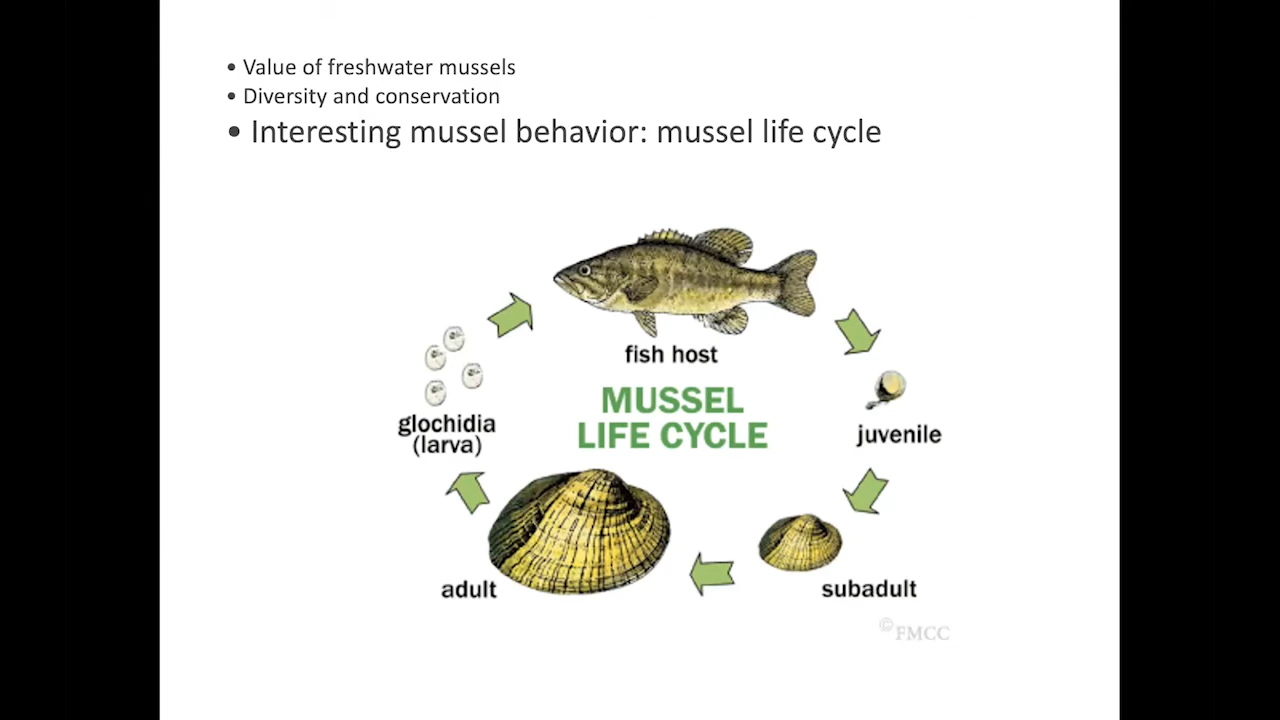 • Value of freshwater mussels
• Diversity and conservation
• Interesting mussel behavior: mussel life cycle
fish host
MUSSEL
LIFE CYCLE
glochidia
(larva)
juvenile
adult
subadult
© FMCC